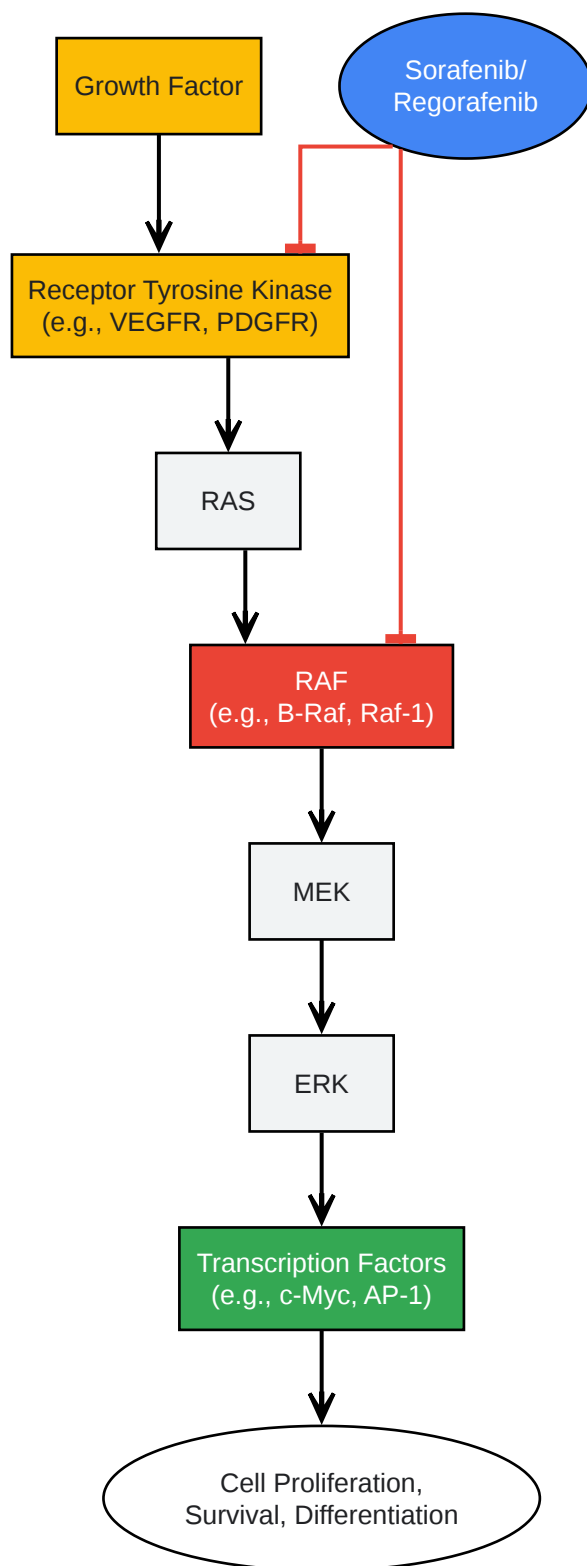 Growth Factor
Sorafenib/
Regorafenib
Receptor Tyrosine Kinase
(e.g., VEGFR, PDGFR)
RAS
RAF
(e.g., B-Raf, Raf-1)
MEK
ERK
Transcription Factors
(e.g., c-Myc, AP-1)
Cell Proliferation,
Survival, Differentiation